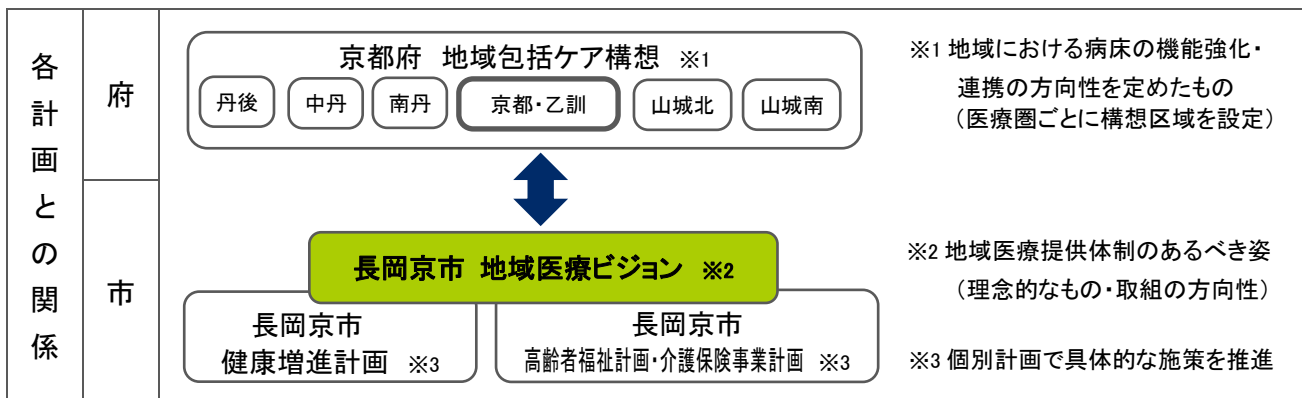 各計画との関係
府
京都府 地域包括ケア構想 ※1
丹後 中丹 南丹 京都・乙訓 山城北 山城南
※1 地域における病床の機能強化・
連携の方向性を定めたもの
(医療圏ごとに構想区域を設定)
市
長岡京市 地域医療ビジョン ※2
長岡京市
健康増進計画 ※3
長岡京市
高齢者福祉計画・介護保険事業計画 ※3
※2 地域医療提供体制のあるべき姿
(理念的なもの・取組の方向性)
※3 個別計画で具体的な施策を推進